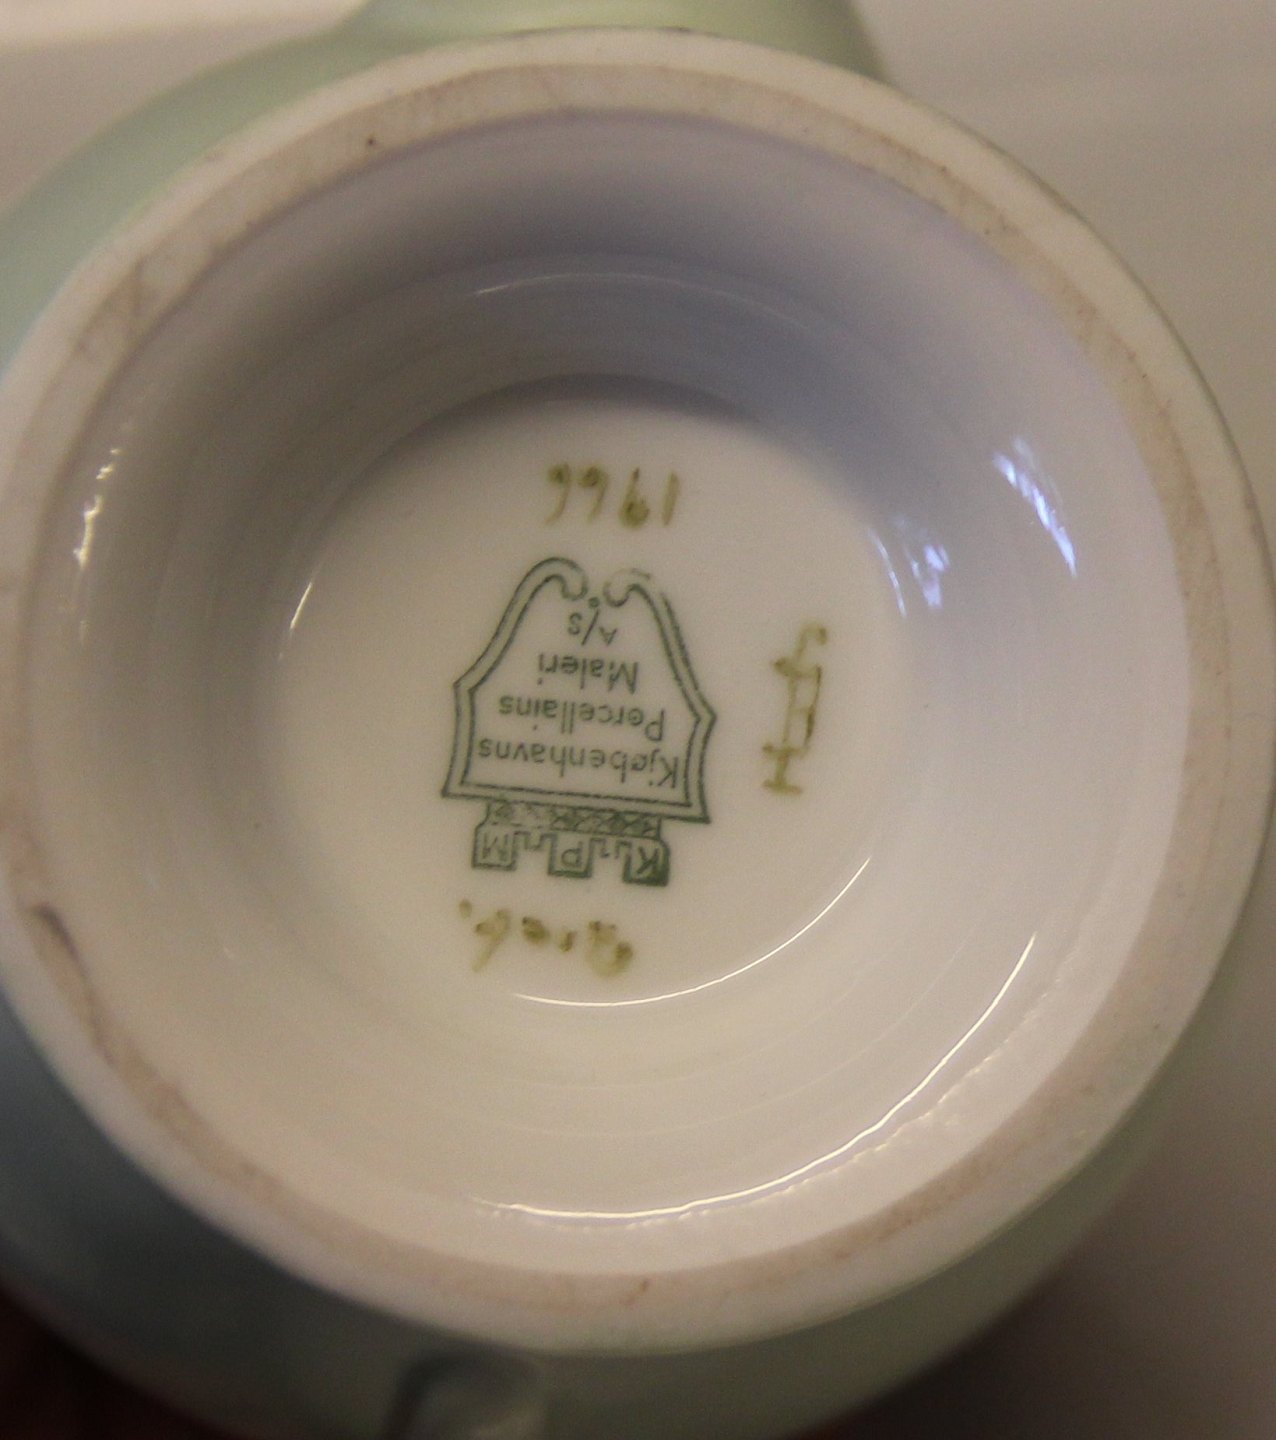 K P M
Kjøbenhavns
Porcellains
Maleri
A/S
1966